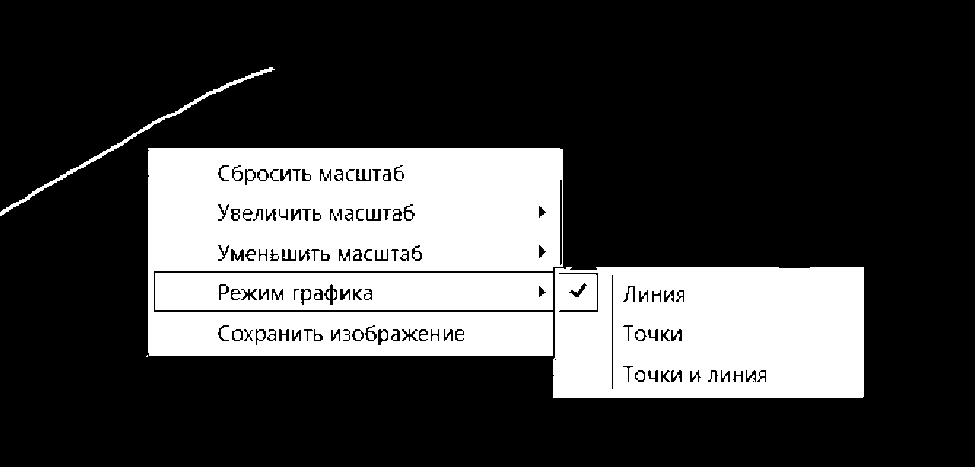 Сбросить масштаб
Увеличить масштаб
Уменьшить масштаб
Режим графика
Сохранить изображение
Линия
Точки
Точки и линия